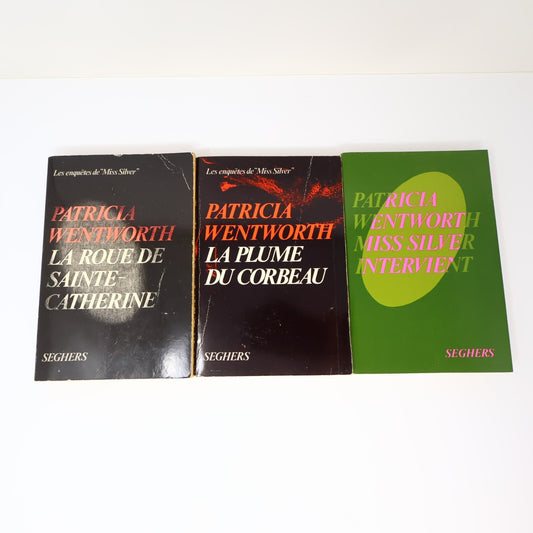 Les enquêtes de "Miss Silver"
PATRICIA
WENTWORTH
LA ROUE DE
SAINTE-
CATHERINE
SEGHERS
Les enquêtes de "Miss Silver"
PATRICIA
WENTWORTH
LA PLUME
DU CORBEAU
SEGHERS
PATRICIA
WENTWORTH
MISS SILVER
INTERVIENT
SEGHERS